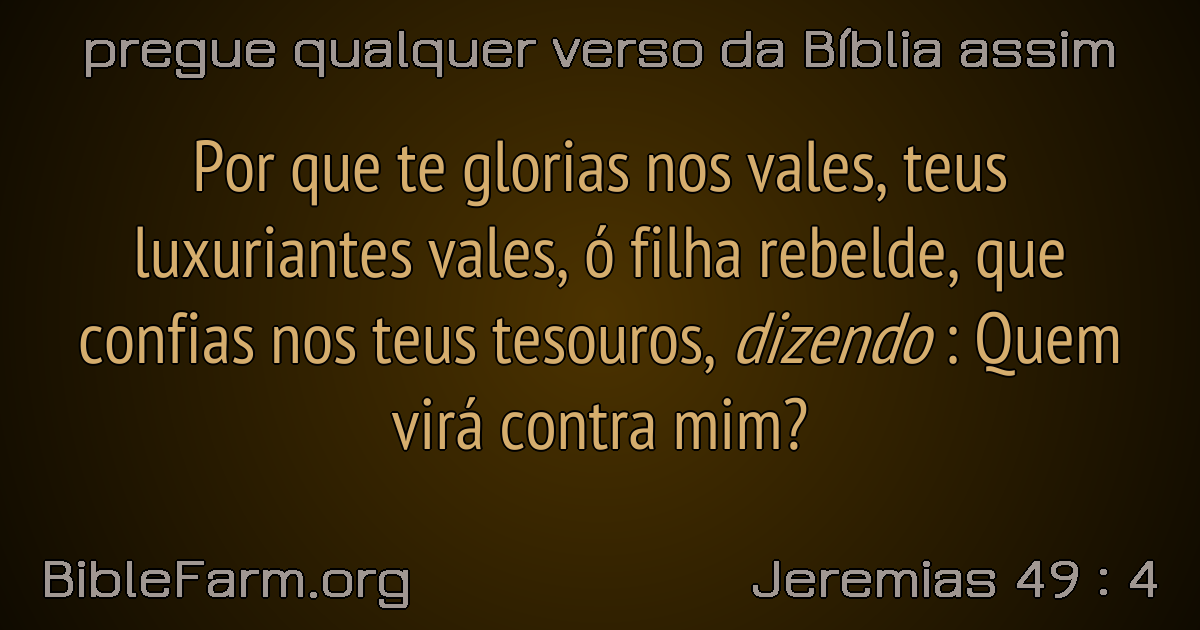 pregue qualquer verso da Bíblia assim
Por que te glorias nos vales, teus
luxuriantes vales, ó filha rebelde, que
confias nos teus tesouros, dizendo : Quem
virá contra mim?
BibleFarm.org
Jeremias 49 : 4